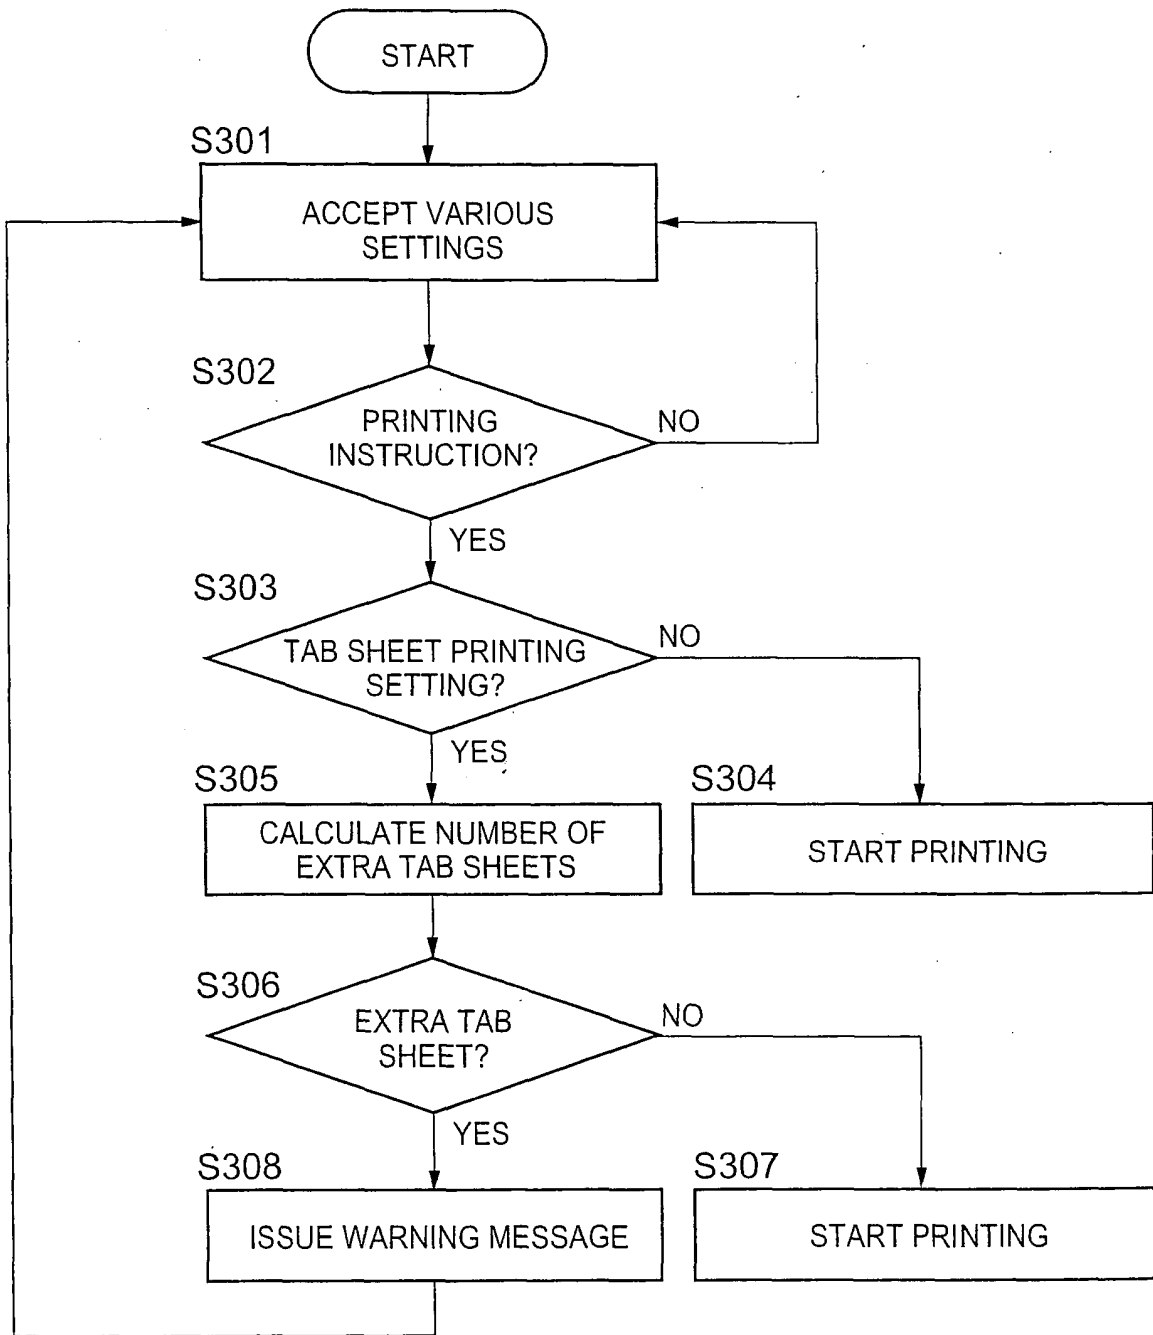 START
S301
ACCEPT VARIOUS
SETTINGS
S302
PRINTING
INSTRUCTION?
NO
YES
S303
TAB SHEET PRINTING
SETTING?
NO
YES
S305
CALCULATE NUMBER OF
EXTRA TAB SHEETS
S304
START PRINTING
S306
EXTRA TAB
SHEET?
NO
YES
S308
ISSUE WARNING MESSAGE
S307
START PRINTING